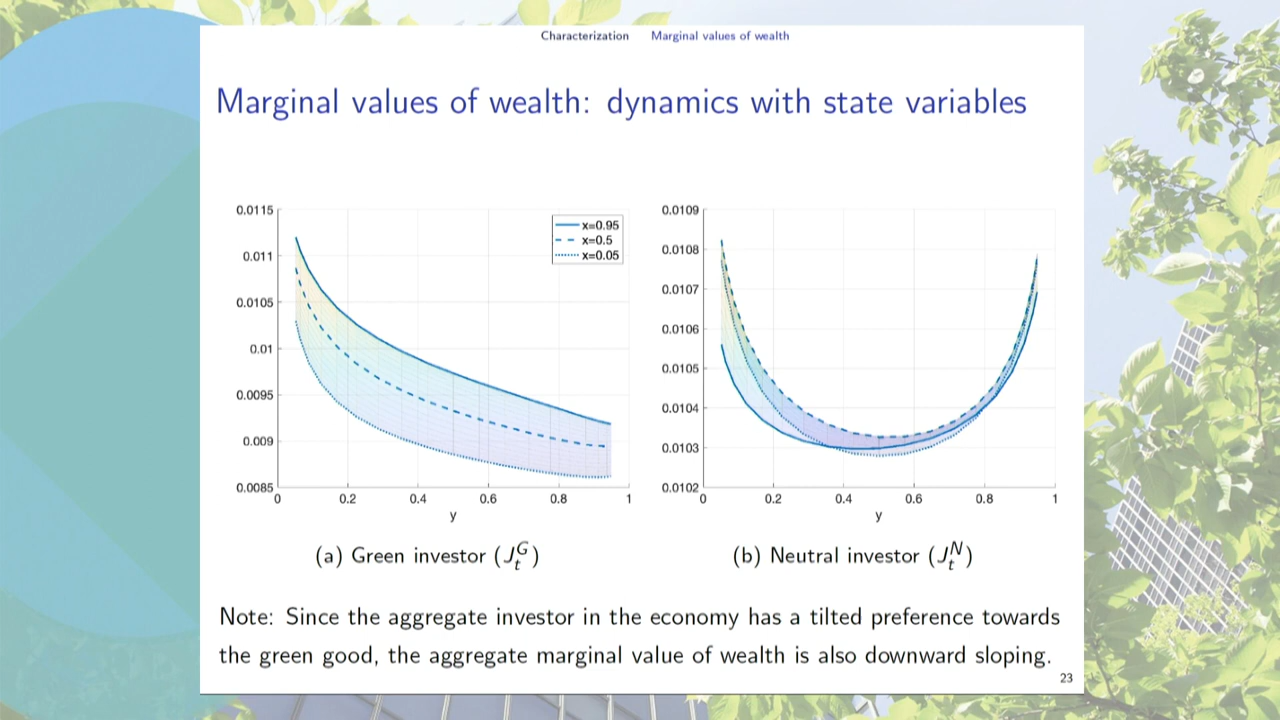 Characterization Marginal values of wealth
Marginal values of wealth: dynamics with state variables
0.0115
0.011
0.0105
0.01
0.0095
0.009
0.0085
0 0.2 0.4 0.6 0.8 1
y
x=0.95
x=0.5
x=0.05
(a) Green investor (J_t^G)
0.0109
0.0108
0.0107
0.0106
0.0105
0.0104
0.0103
0.0102
0 0.2 0.4 0.6 0.8 1
y
(b) Neutral investor (J_t^N)
Note: Since the aggregate investor in the economy has a tilted preference towards
the green good, the aggregate marginal value of wealth is also downward sloping.
23